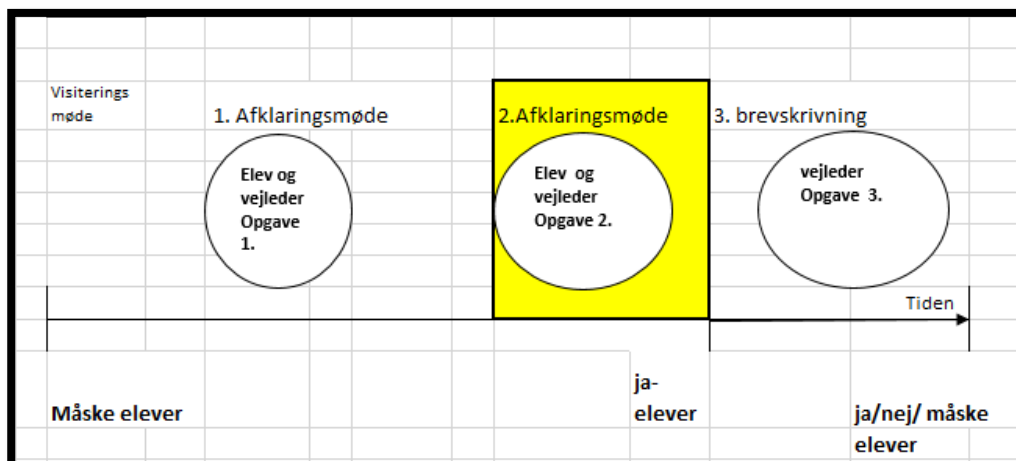 Visiterings
møde
1. Afklaringsmøde
2.Afklaringsmøde
3. brevskrivning
Elev og
vejleder
Opgave
1.
Elev og
vejleder
Opgave 2.
vejleder
Opgave 3.
Tiden
Måske elever
ja-
elever
ja/nej/ måske
elever